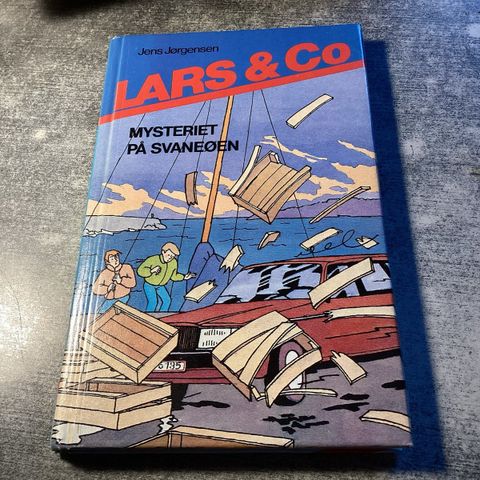 Jens Jørgensen
LARS & Co
MYSTERIET
PÅ SVANEØEN